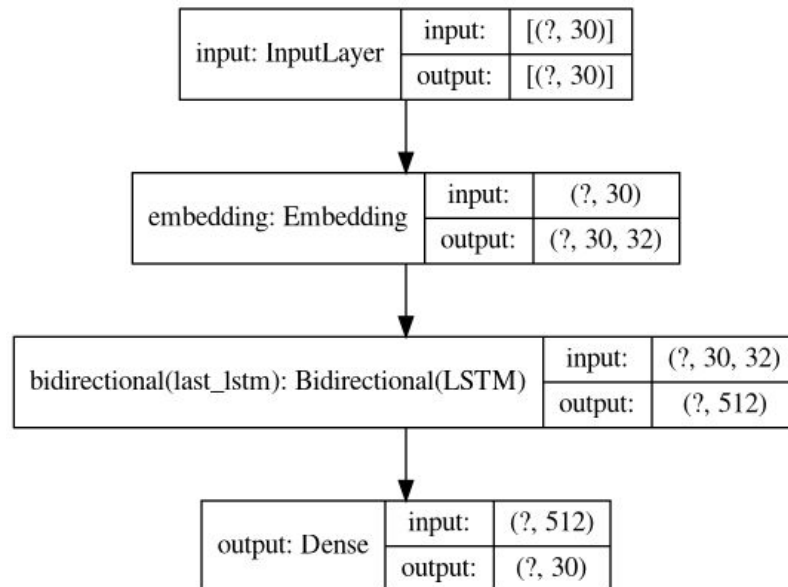 input: InputLayer
input: [(?, 30)]
output: [(?, 30)]
embedding: Embedding
input: (?, 30)
output: (?, 30, 32)
bidirectional(last_lstm): Bidirectional(LSTM)
input: (?, 30, 32)
output: (?, 512)
output: Dense
input: (?, 512)
output: (?, 30)